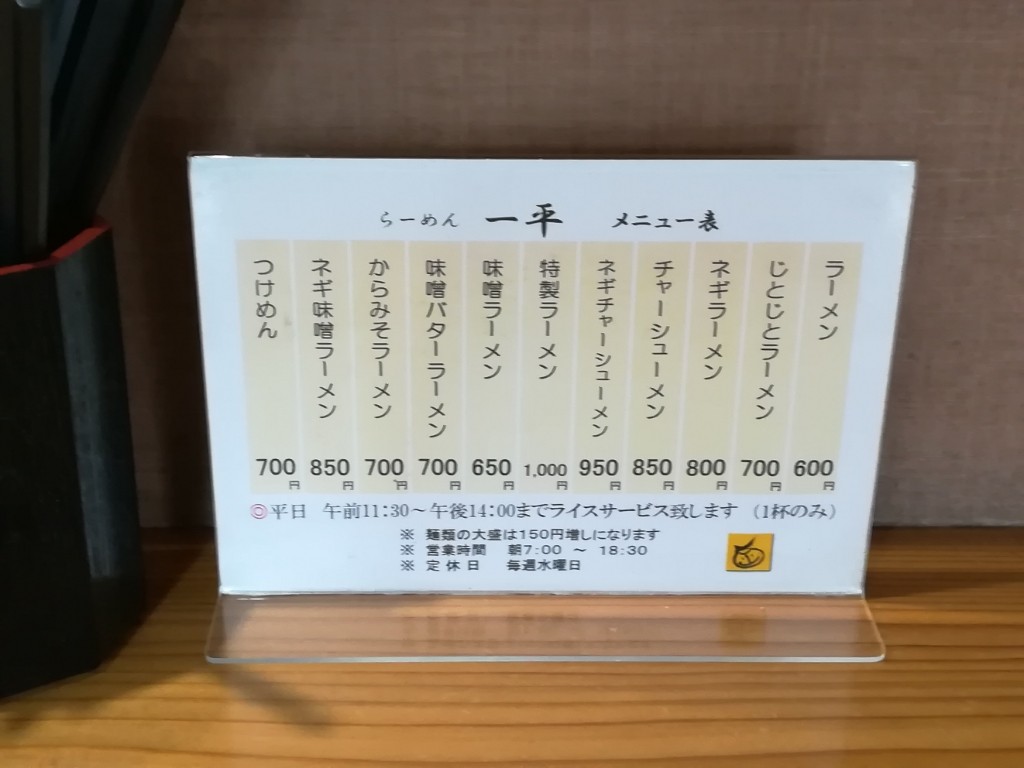 らーめん 一平 メニュー表
ラーメン 600円
じとじとラーメン 700円
ネギラーメン 800円
チャーシューメン 850円
ネギチャーシューメン 950円
特製ラーメン 1,000円
味噌ラーメン 650円
味噌バターラーメン 700円
からみそラーメン 700円
ネギ味噌ラーメン 850円
つけめん 700円
◎平日 午前11:30～午後14:00までライスサービス致します (1杯のみ)
※ 麺類の大盛は150円増しになります
※ 営業時間 朝7:00 ～ 18:30
※ 定休日 毎週水曜日